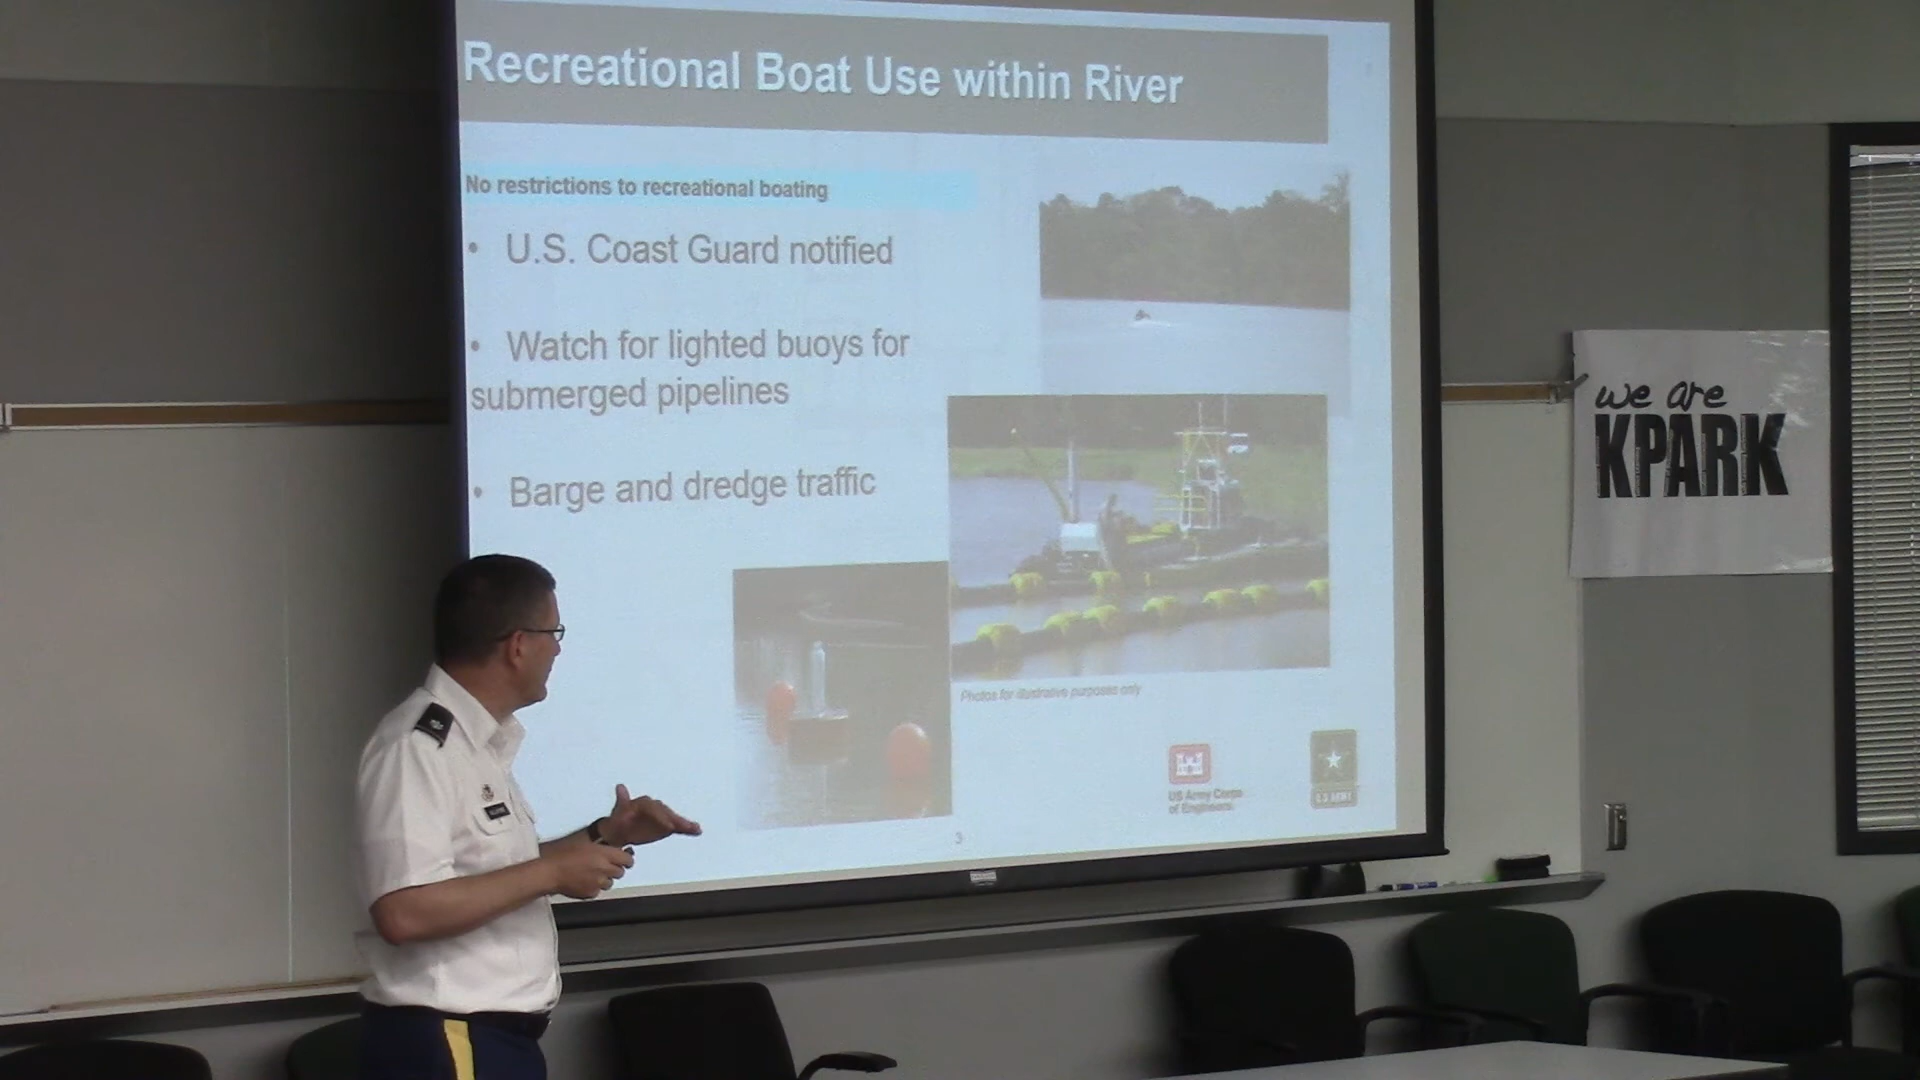 Recreational Boat Use within River
No restrictions to recreational boating
• U.S. Coast Guard notified
• Watch for lighted buoys for
submerged pipelines
• Barge and dredge traffic
Photos for illustrative purposes only
US Army Corps
of Engineers
U.S. ARMY
3
we are
KPARK